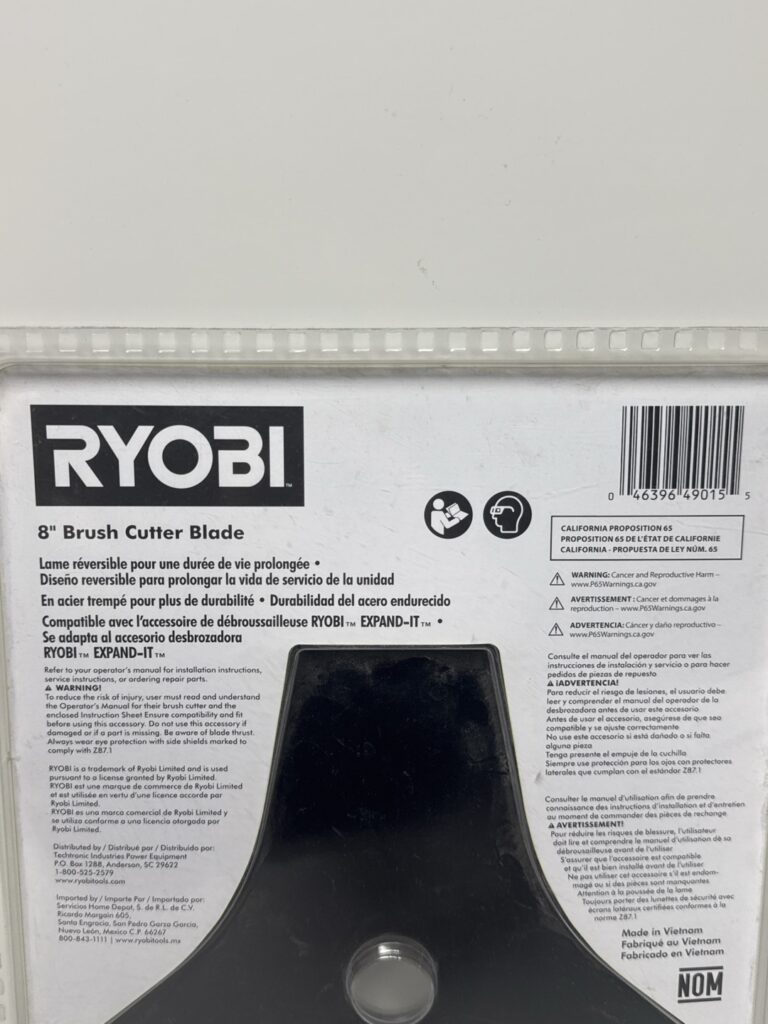 RYOBI™
8" Brush Cutter Blade
Lame réversible pour une durée de vie prolongée •
Diseño reversible para prolongar la vida de servicio de la unidad
En acier trempé pour plus de durabilité • Durabilidad del acero endurecido
Compatible avec l'accessoire de débroussailleuse RYOBI™ EXPAND-IT™ •
Se adapta al accesorio desbrozadora
RYOBI™ EXPAND-IT™
Refer to your operator's manual for installation instructions,
service instructions, or ordering repair parts.
⚠ WARNING!
To reduce the risk of injury, user must read and understand
the Operator's Manual for their brush cutter and the
enclosed Instruction Sheet Ensure compatibility and fit
before using this accessory. Do not use this accessory if
damaged or if a part is missing. Be aware of blade thrust.
Always wear eye protection with side shields marked to
comply with Z87.1
RYOBI is a trademark of Ryobi Limited and is used
pursuant to a license granted by Ryobi Limited.
RYOBI est une marque de commerce de Ryobi Limited
et est utilisée en vertu d'une licence accordée par
Ryobi Limited.
RYOBI es una marca comercial de Ryobi Limited y
se utiliza conforme a una licencia otorgada por
Ryobi Limited.
Distributed by / Distribué par / Distribuido por:
Techtronic Industries Power Equipment
P.O. Box 1288, Anderson, SC 29622
1-800-525-2579
www.ryobitools.com
Imported by / Importe Par / Importado por:
Servicios Home Depot, S. de R.L. de C.V.
Ricardo Margain 605,
Santa Engracia, San Pedro Garza Garcia,
Nuevo León, Mexico C.P. 66267
800-843-1111 | www.ryobitools.mx
0 46396 49015 5
CALIFORNIA PROPOSITION 65
PROPOSITION 65 DE L'ÉTAT DE CALIFORNIE
CALIFORNIA - PROPUESTA DE LEY NÚM. 65
WARNING: Cancer and Reproductive Harm –
www.P65Warnings.ca.gov
AVERTISSEMENT : Cancer et dommages à la
reproduction – www.P65Warnings.ca.gov
ADVERTENCIA: Cáncer y daño reproductivo –
www.P65Warnings.ca.gov
Consulte el manual del operador para ver las
instrucciones de instalación y servicio o para hacer
pedidos de piezas de repuesto
⚠ ¡ADVERTENCIA!
Para reducir el riesgo de lesiones, el usuario debe
leer y comprender el manual del operador de la
desbrozadora antes de usar este accesorio
Antes de usar el accesorio, asegúrese de que sea
compatible y se ajuste correctamente
No use este accesorio si está dañado o si falta
alguna pieza
Tenga presente el empuje de la cuchilla
Siempre use protección para los ojos con protectores
laterales que cumplan con el estándar Z87.1
Consulter le manuel d'utilisation afin de prendre
connaissance des instructions d'installation et d'entretien
au moment de commander des pièces de rechange.
⚠ AVERTISSEMENT!
Pour réduire les risques de blessure, l'utilisateur
doit lire et comprendre le manuel d'utilisation de sa
débroussailleuse avant de l'utiliser
S'assurer que l'accessoire est compatible
et qu'il est bien installé avant de l'utiliser
Ne pas utiliser cet accessoire s'il est endom-
magé ou si des pièces sont manquantes
Attention à la poussée de la lame
Toujours porter des lunettes de sécurité avec
écrans latéraux certifiées conformes à la
norme Z87.1
Made in Vietnam
Fabriqué au Vietnam
Fabricado en Vietnam
NOM